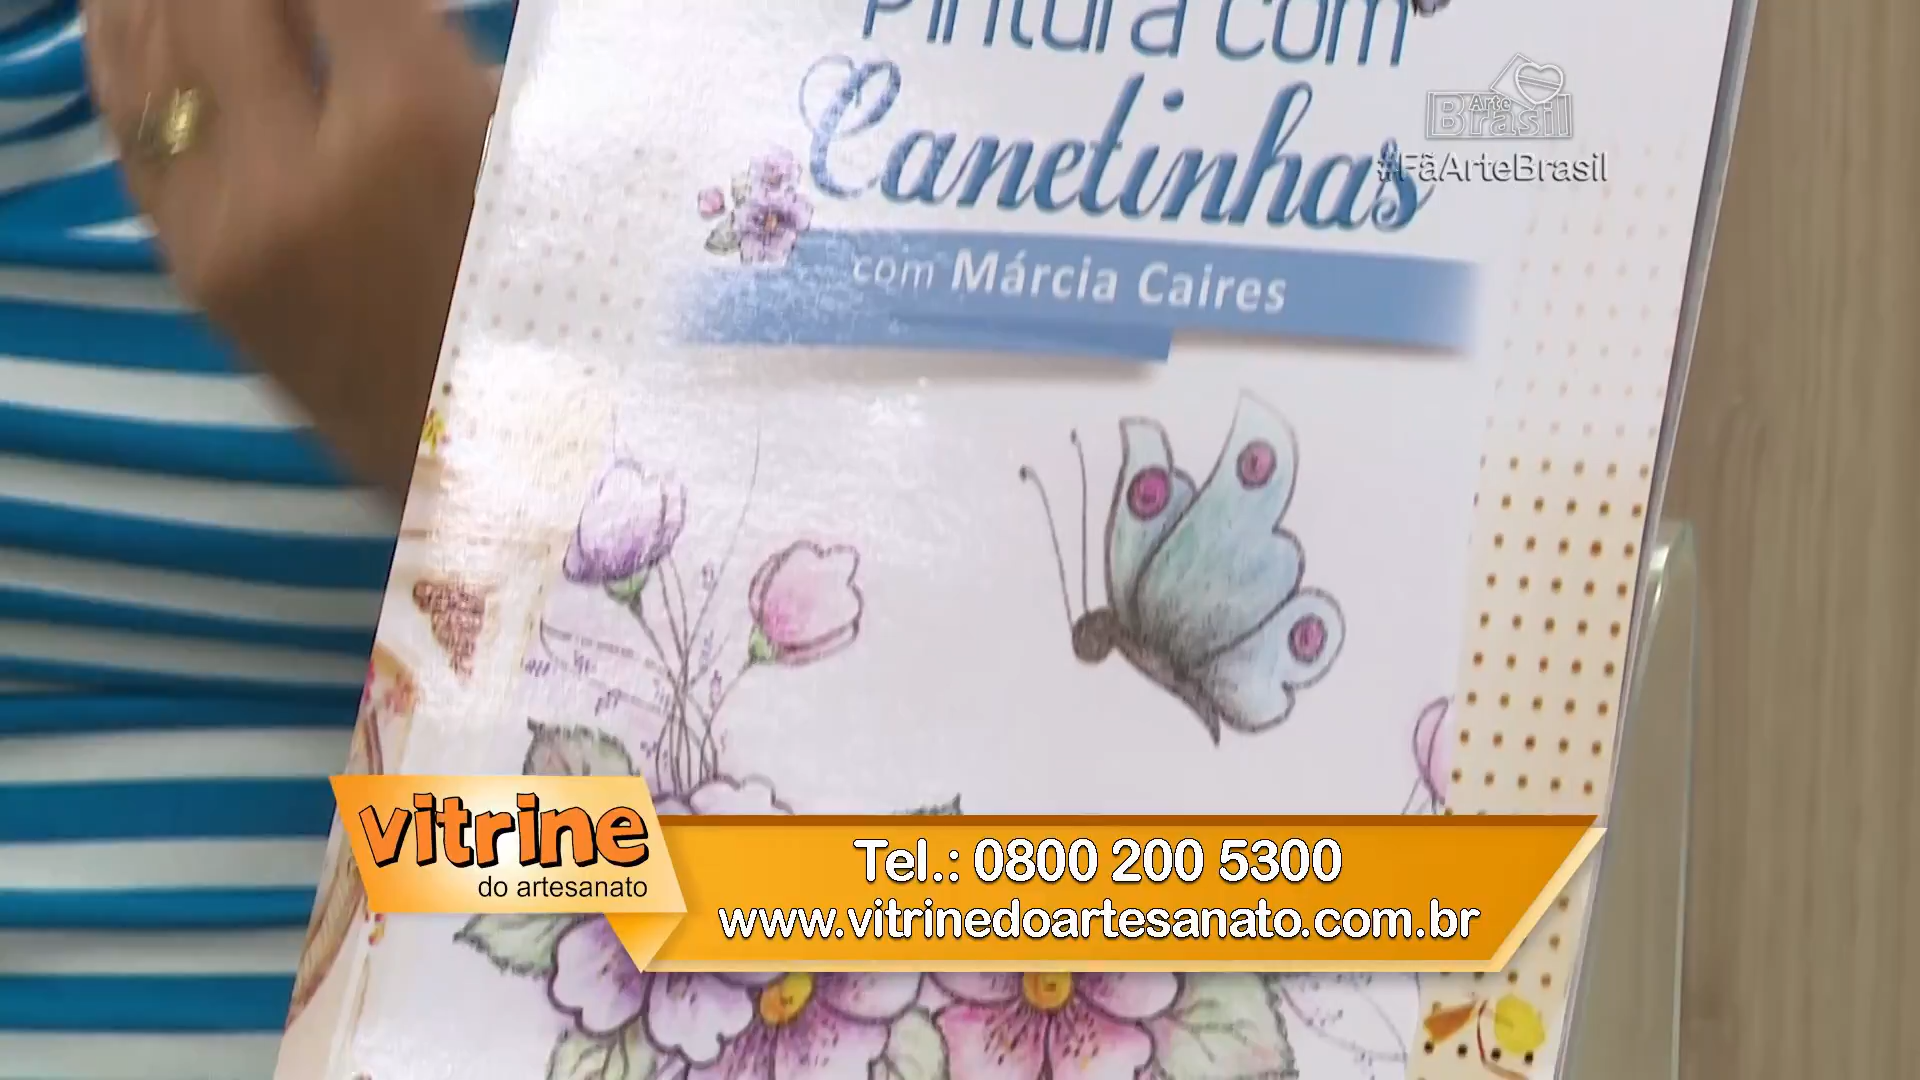 Pintura com
Canetinhas
com Márcia Caires
Arte
Brasil
#FãArteBrasil
vitrine
do artesanato
Tel.: 0800 200 5300
www.vitrinedoartesanato.com.br